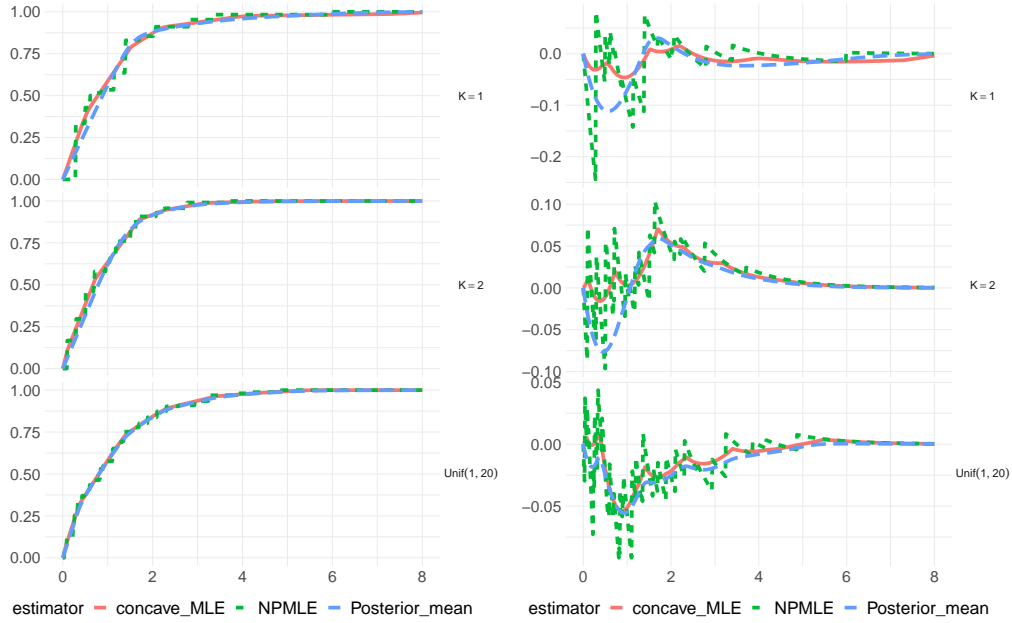 1.00
0.75
0.50
0.25
0.00
K = 1
1.00
0.75
0.50
0.25
0.00
K = 2
1.00
0.75
0.50
0.25
0.00
Unif(1, 20)
0 2 4 6 8
estimator concave_MLE NPMLE Posterior_mean
0.0
−0.1
−0.2
K = 1
0.10
0.05
0.00
−0.05
−0.10
K = 2
0.05
0.00
−0.05
Unif(1, 20)
0 2 4 6 8
estimator concave_MLE NPMLE Posterior_mean